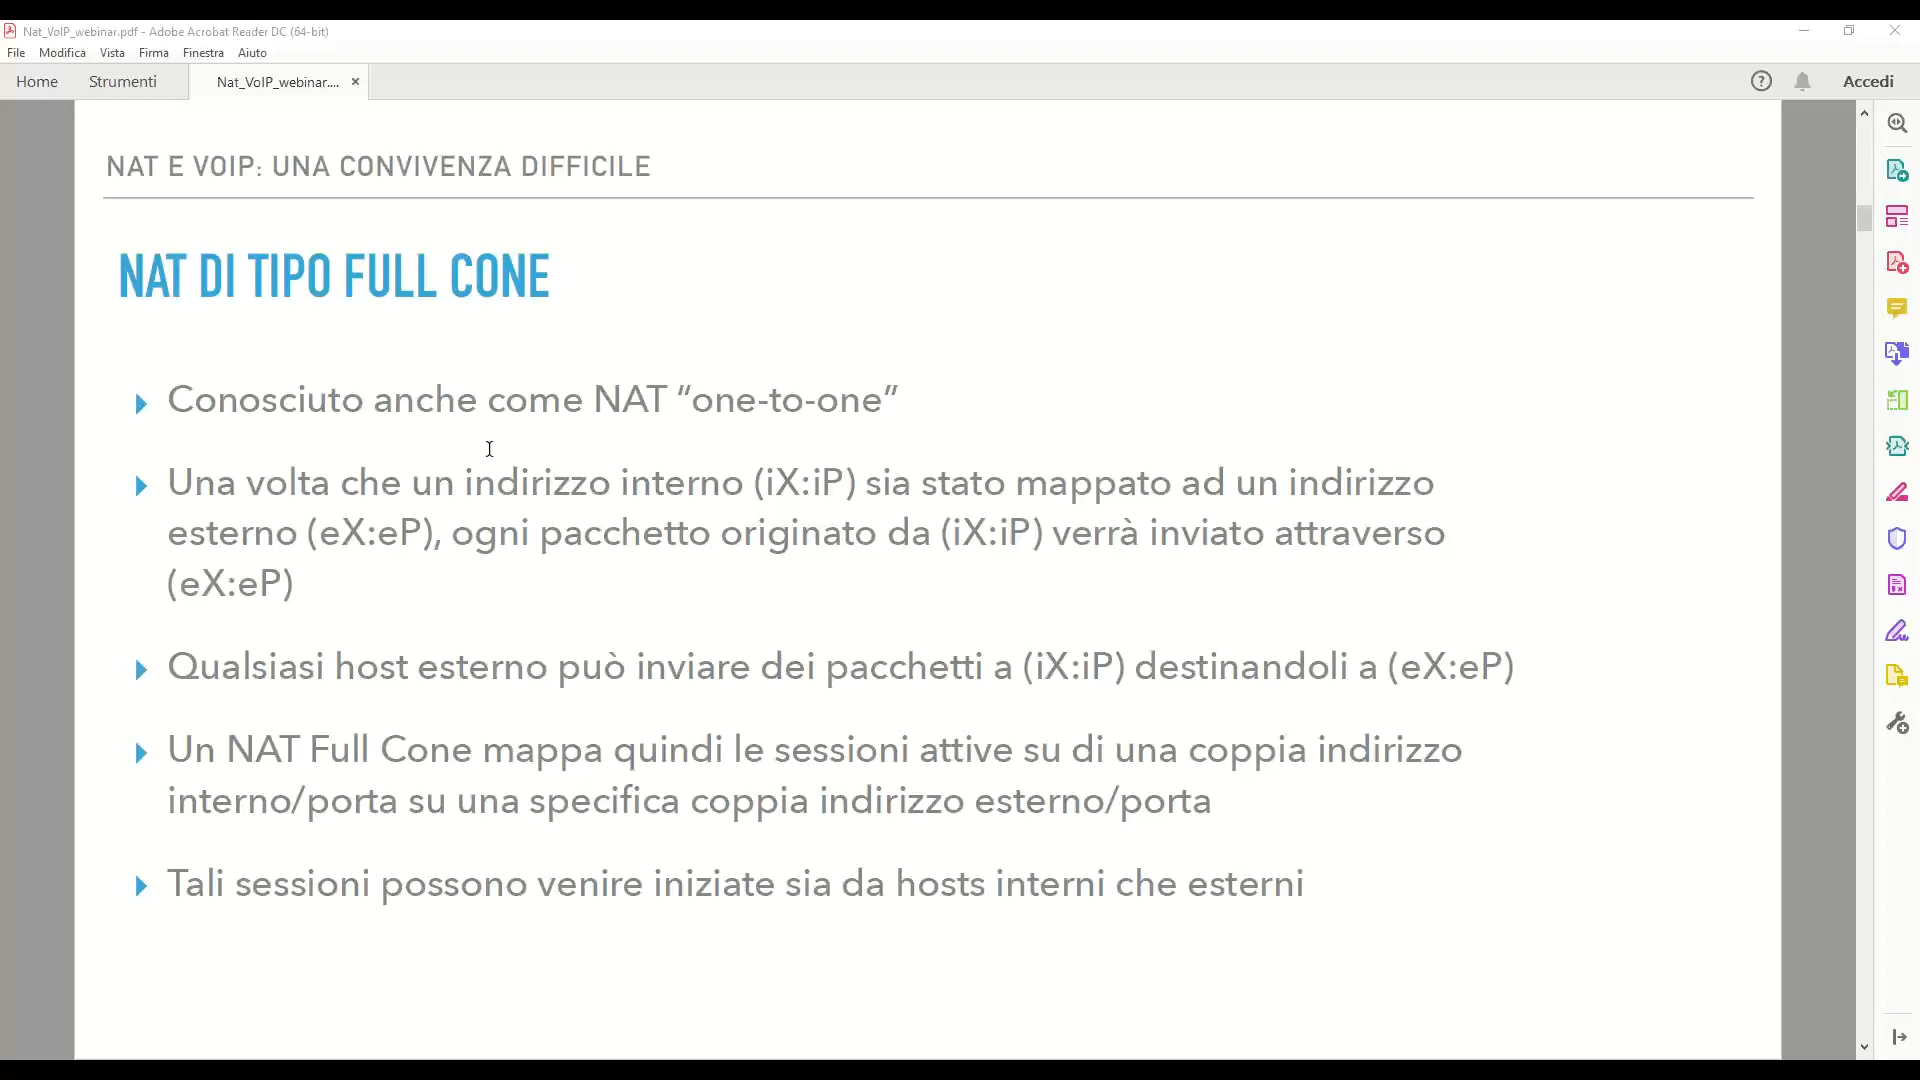 Nat_VoIP_webinar.pdf - Adobe Acrobat Reader DC (64-bit)
File Modifica Vista Firma Finestra Aiuto
Home Strumenti Nat_VoIP_webinar.... × Accedi
NAT E VOIP: UNA CONVIVENZA DIFFICILE
NAT DI TIPO FULL CONE
Conosciuto anche come NAT “one-to-one”
Una volta che un indirizzo interno (iX:iP) sia stato mappato ad un indirizzo
esterno (eX:eP), ogni pacchetto originato da (iX:iP) verrà inviato attraverso
(eX:eP)
Qualsiasi host esterno può inviare dei pacchetti a (iX:iP) destinandoli a (eX:eP)
Un NAT Full Cone mappa quindi le sessioni attive su di una coppia indirizzo
interno/porta su una specifica coppia indirizzo esterno/porta
Tali sessioni possono venire iniziate sia da hosts interni che esterni